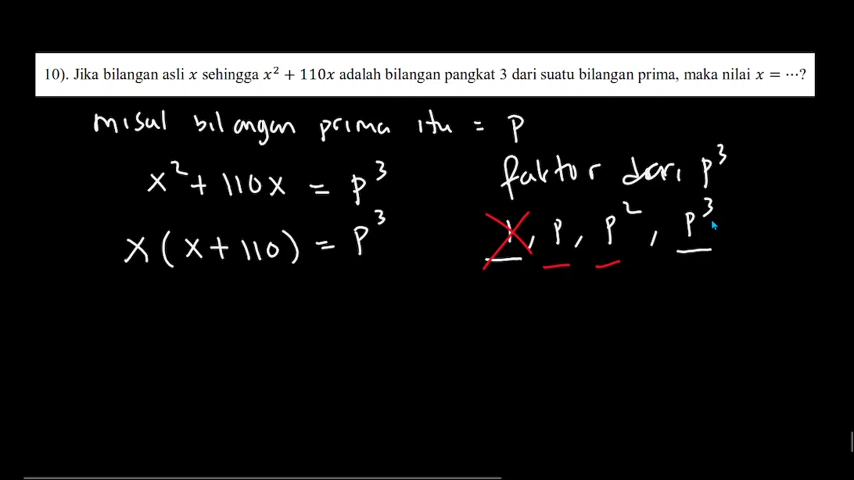 10). Jika bilangan asli x sehingga x² + 110x adalah bilangan pangkat 3 dari suatu bilangan prima, maka nilai x = ⋯?
misal bilangan prima itu = p
x² + 110x = p³
x(x + 110) = p³
faktor dari p³
1, p, p², p³